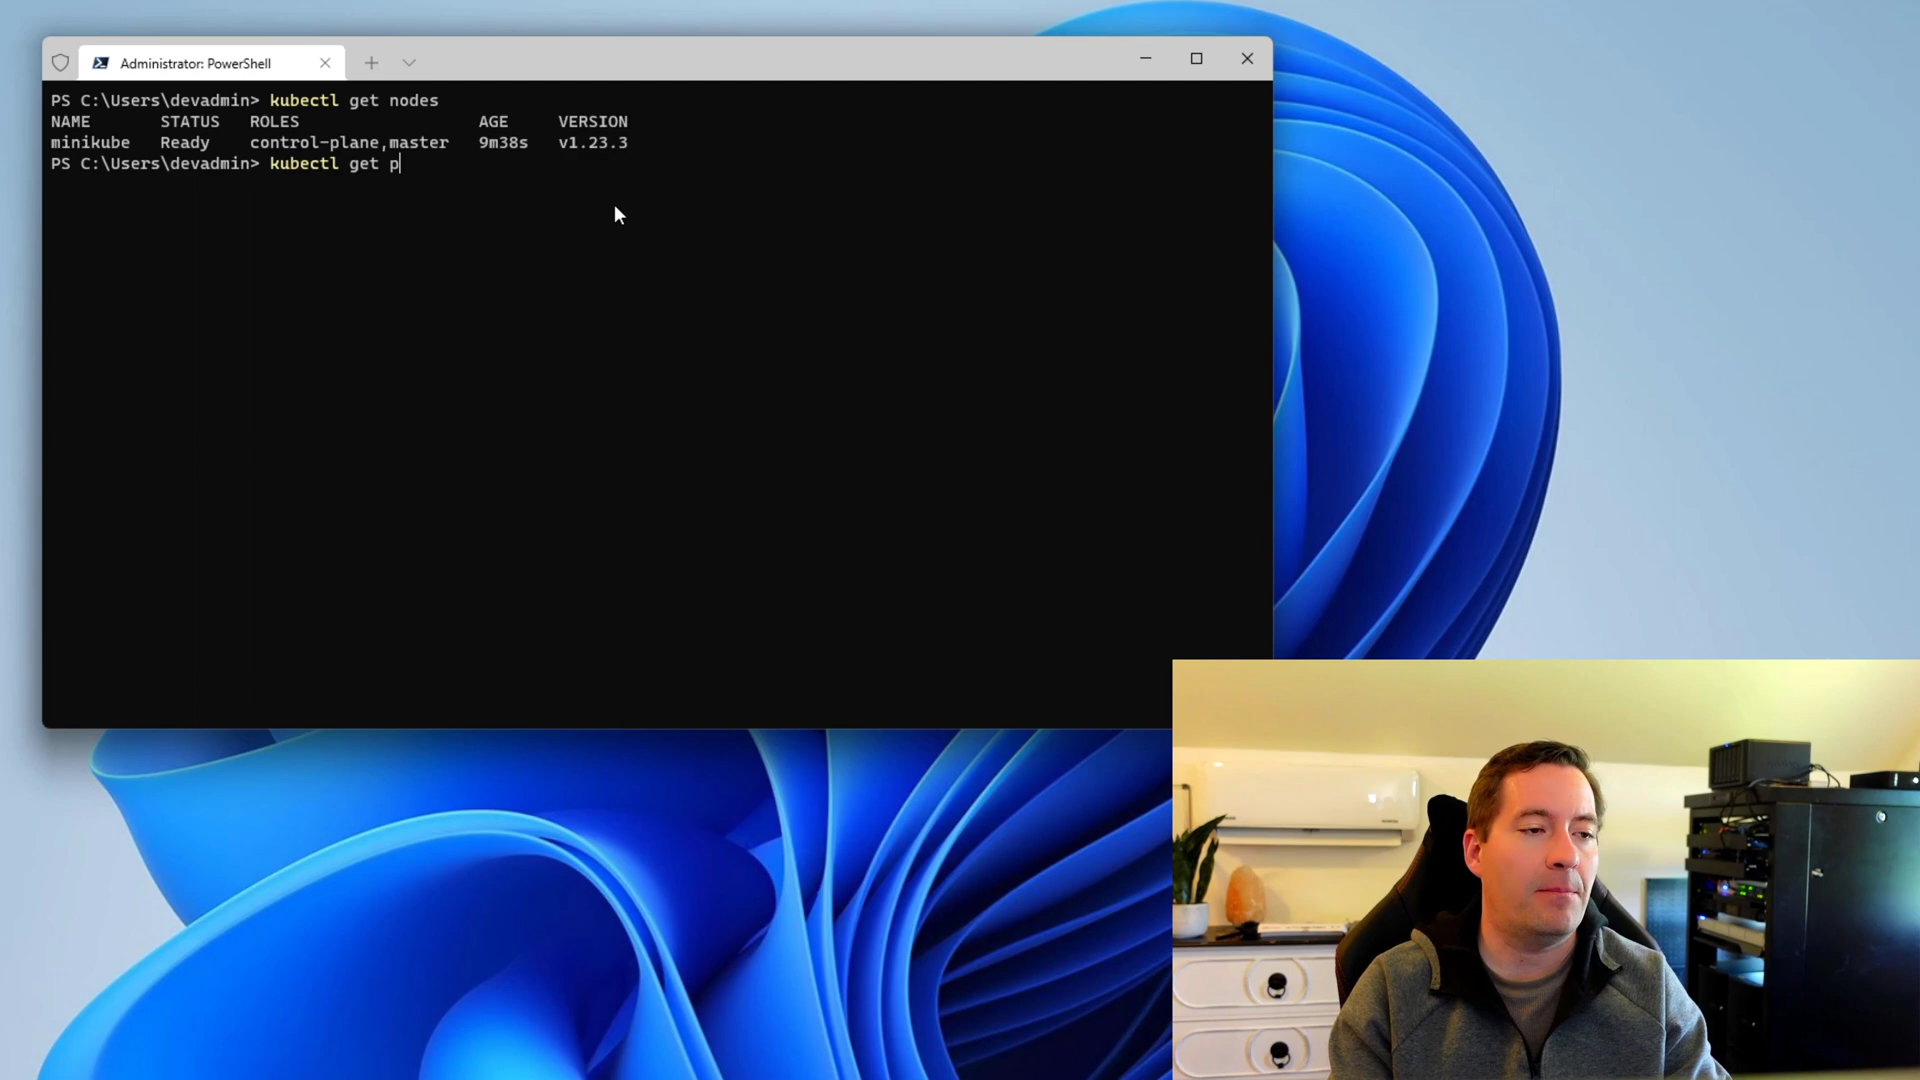 Administrator: PowerShell
PS C:\Users\devadmin> kubectl get nodes
NAME STATUS ROLES AGE VERSION
minikube Ready control-plane,master 9m38s v1.23.3
PS C:\Users\devadmin> kubectl get p